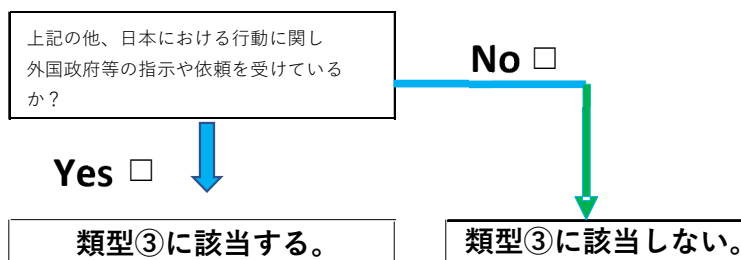 上記の他、日本における行動に関し
外国政府等の指示や依頼を受けている
か？
No □
Yes □
類型③に該当する。
類型③に該当しない。